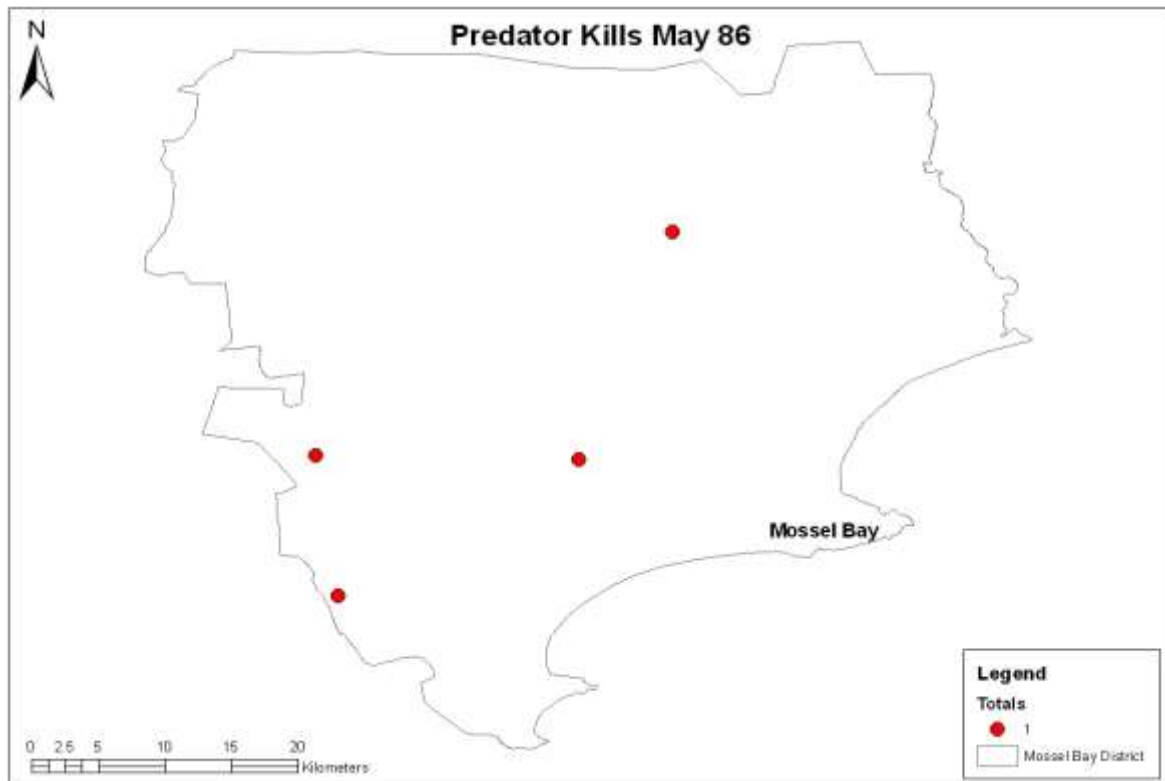 N
Predator Kills May 86
Mossel Bay
Legend
Totals
1
Mossel Bay District
0 2.5 5 10 15 20
Kilometers